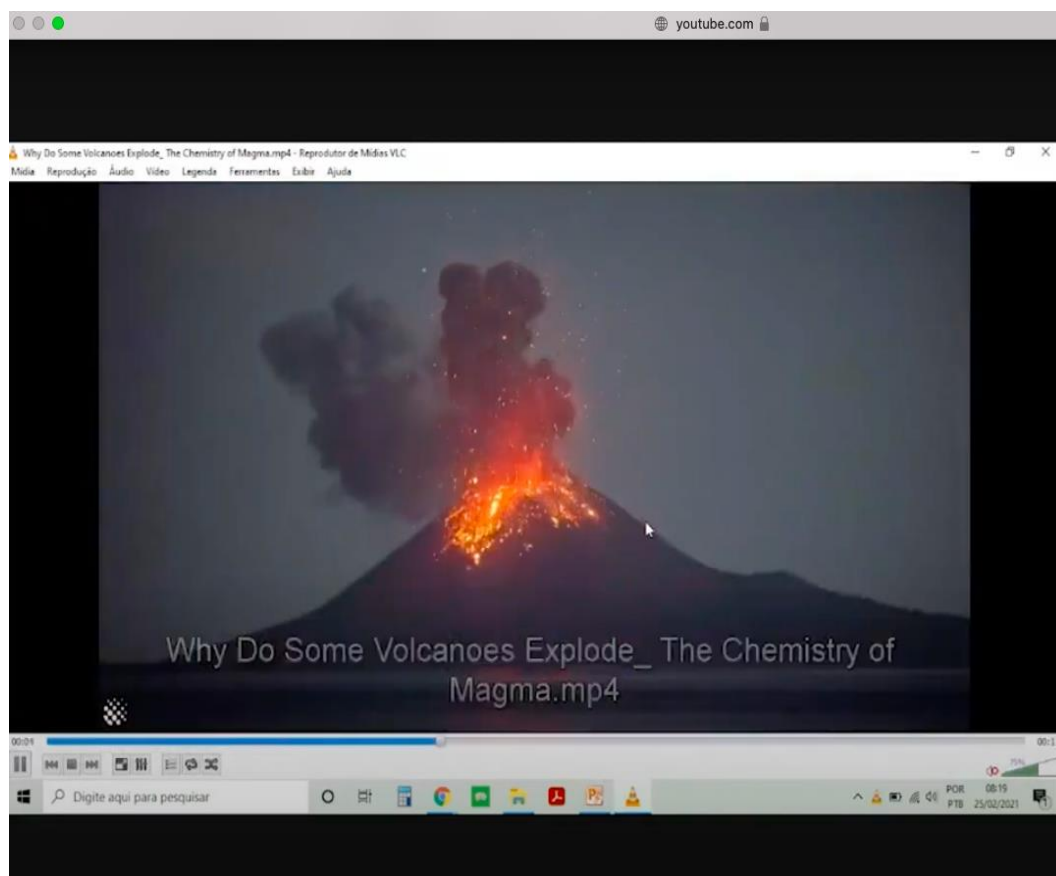 youtube.com
Why Do Some Volcanoes Explode_ The Chemistry of Magma.mp4 - Reprodutor de Mídias VLC
Mídia Reprodução Áudio Vídeo Legenda Ferramentas Exibir Ajuda
Why Do Some Volcanoes Explode_ The Chemistry of
Magma.mp4
00:04
75%
Digite aqui para pesquisar
POR 08:19
PTB 25/02/2021